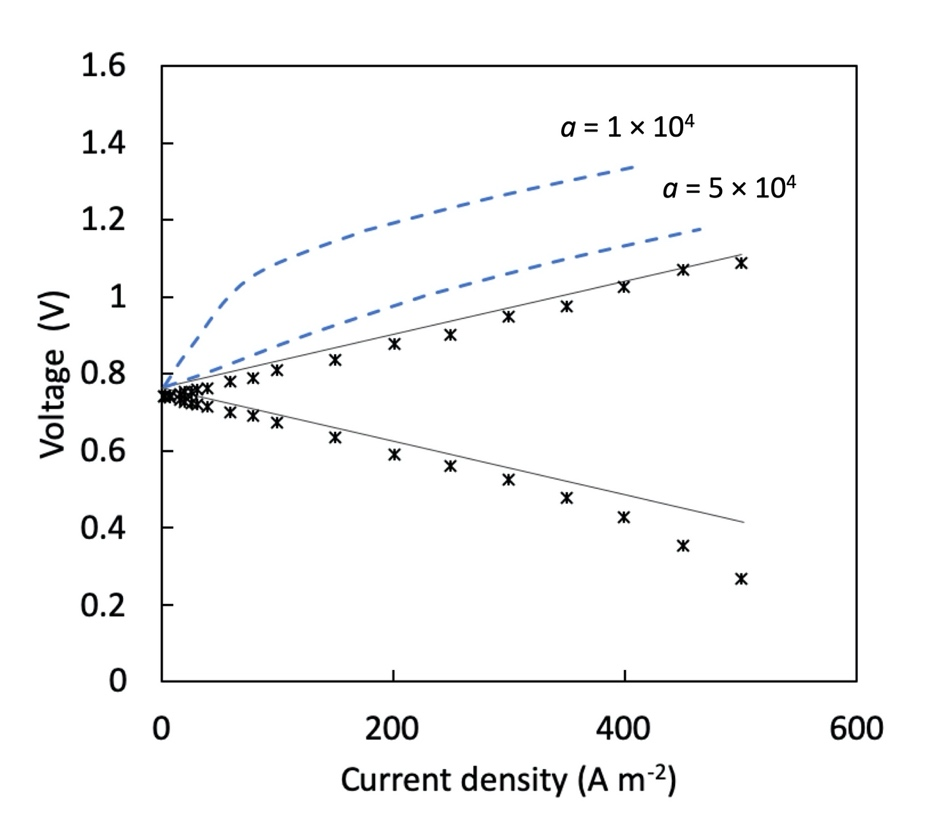 1.6
1.4
1.2
1
0.8
0.6
0.4
0.2
0
Voltage (V)
a = 1 × 10⁴
a = 5 × 10⁴
0 200 400 600
Current density (A m⁻²)